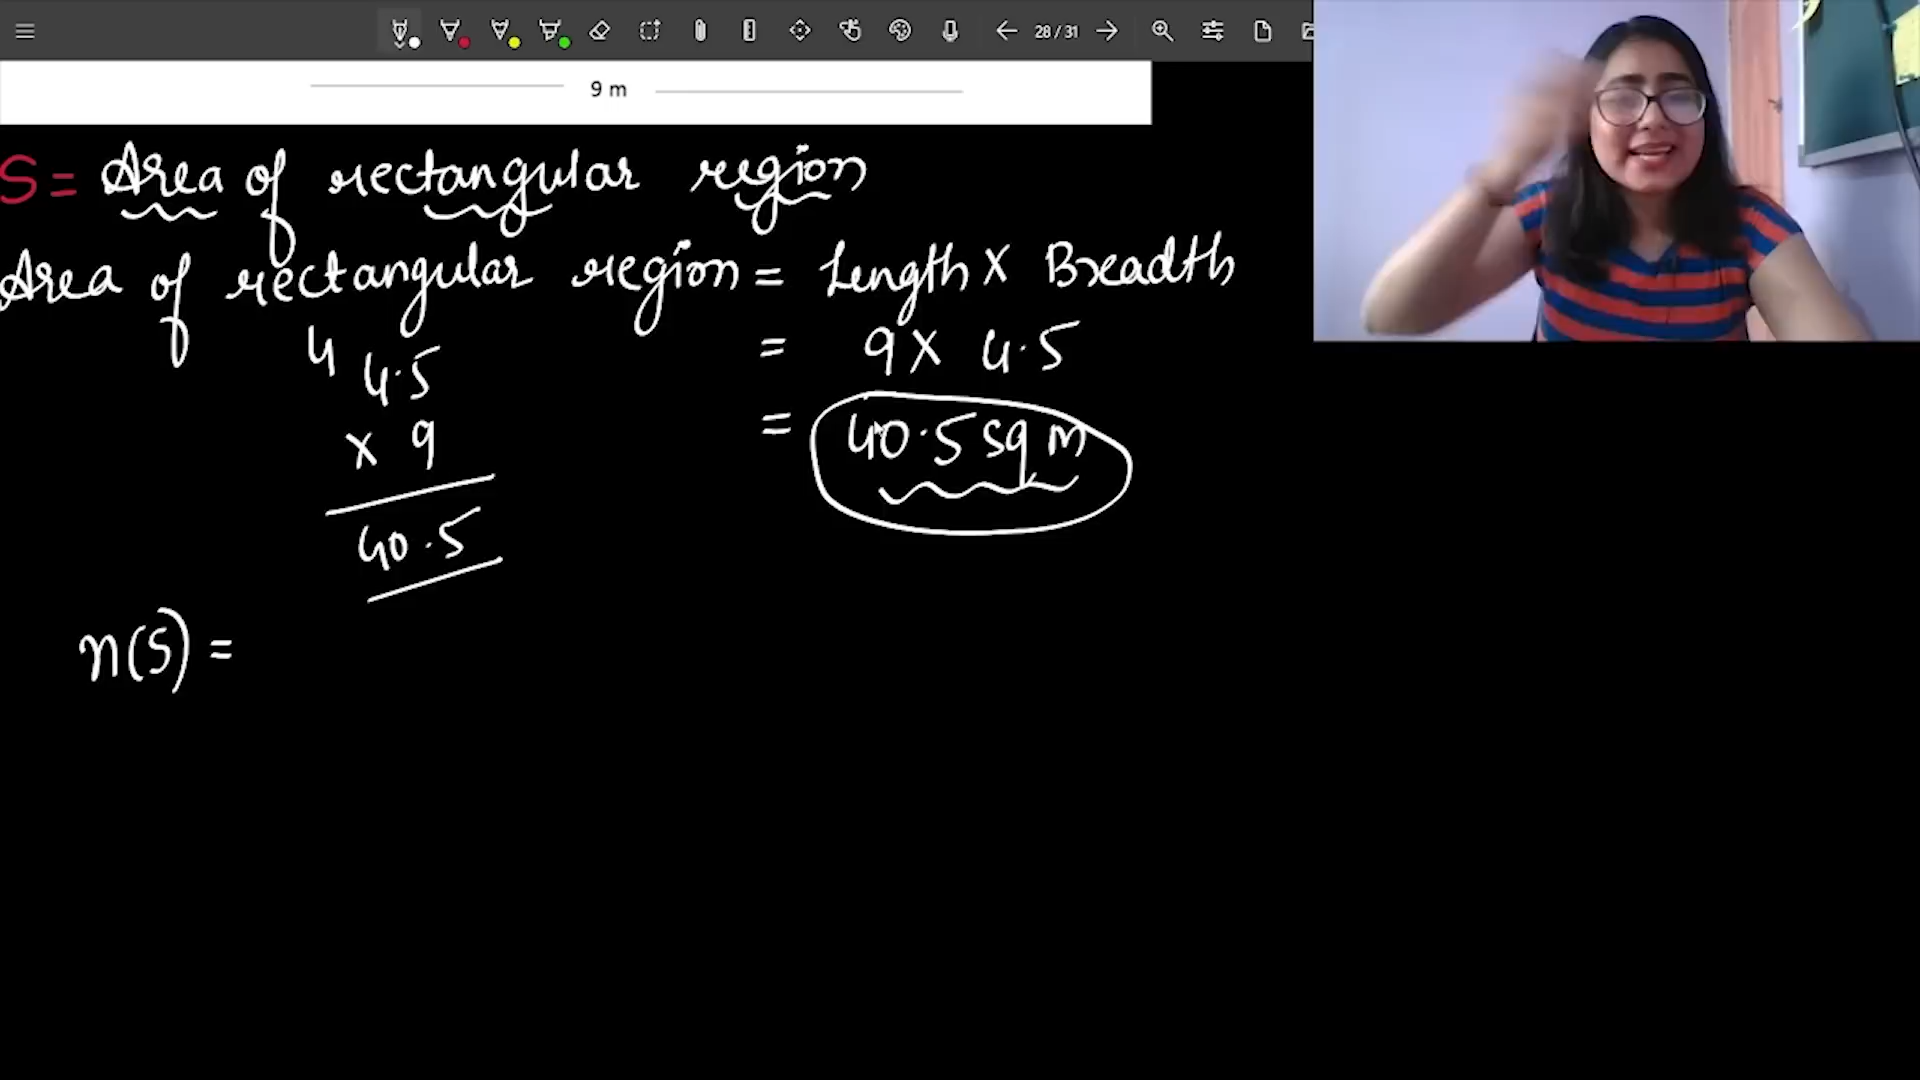 28 / 31
9 m
S = Area of rectangular region
Area of rectangular region = Length X Breadth
= 9 X 4.5
4
4.5
x 9
40.5
= 40.5 sq m
n(S) =